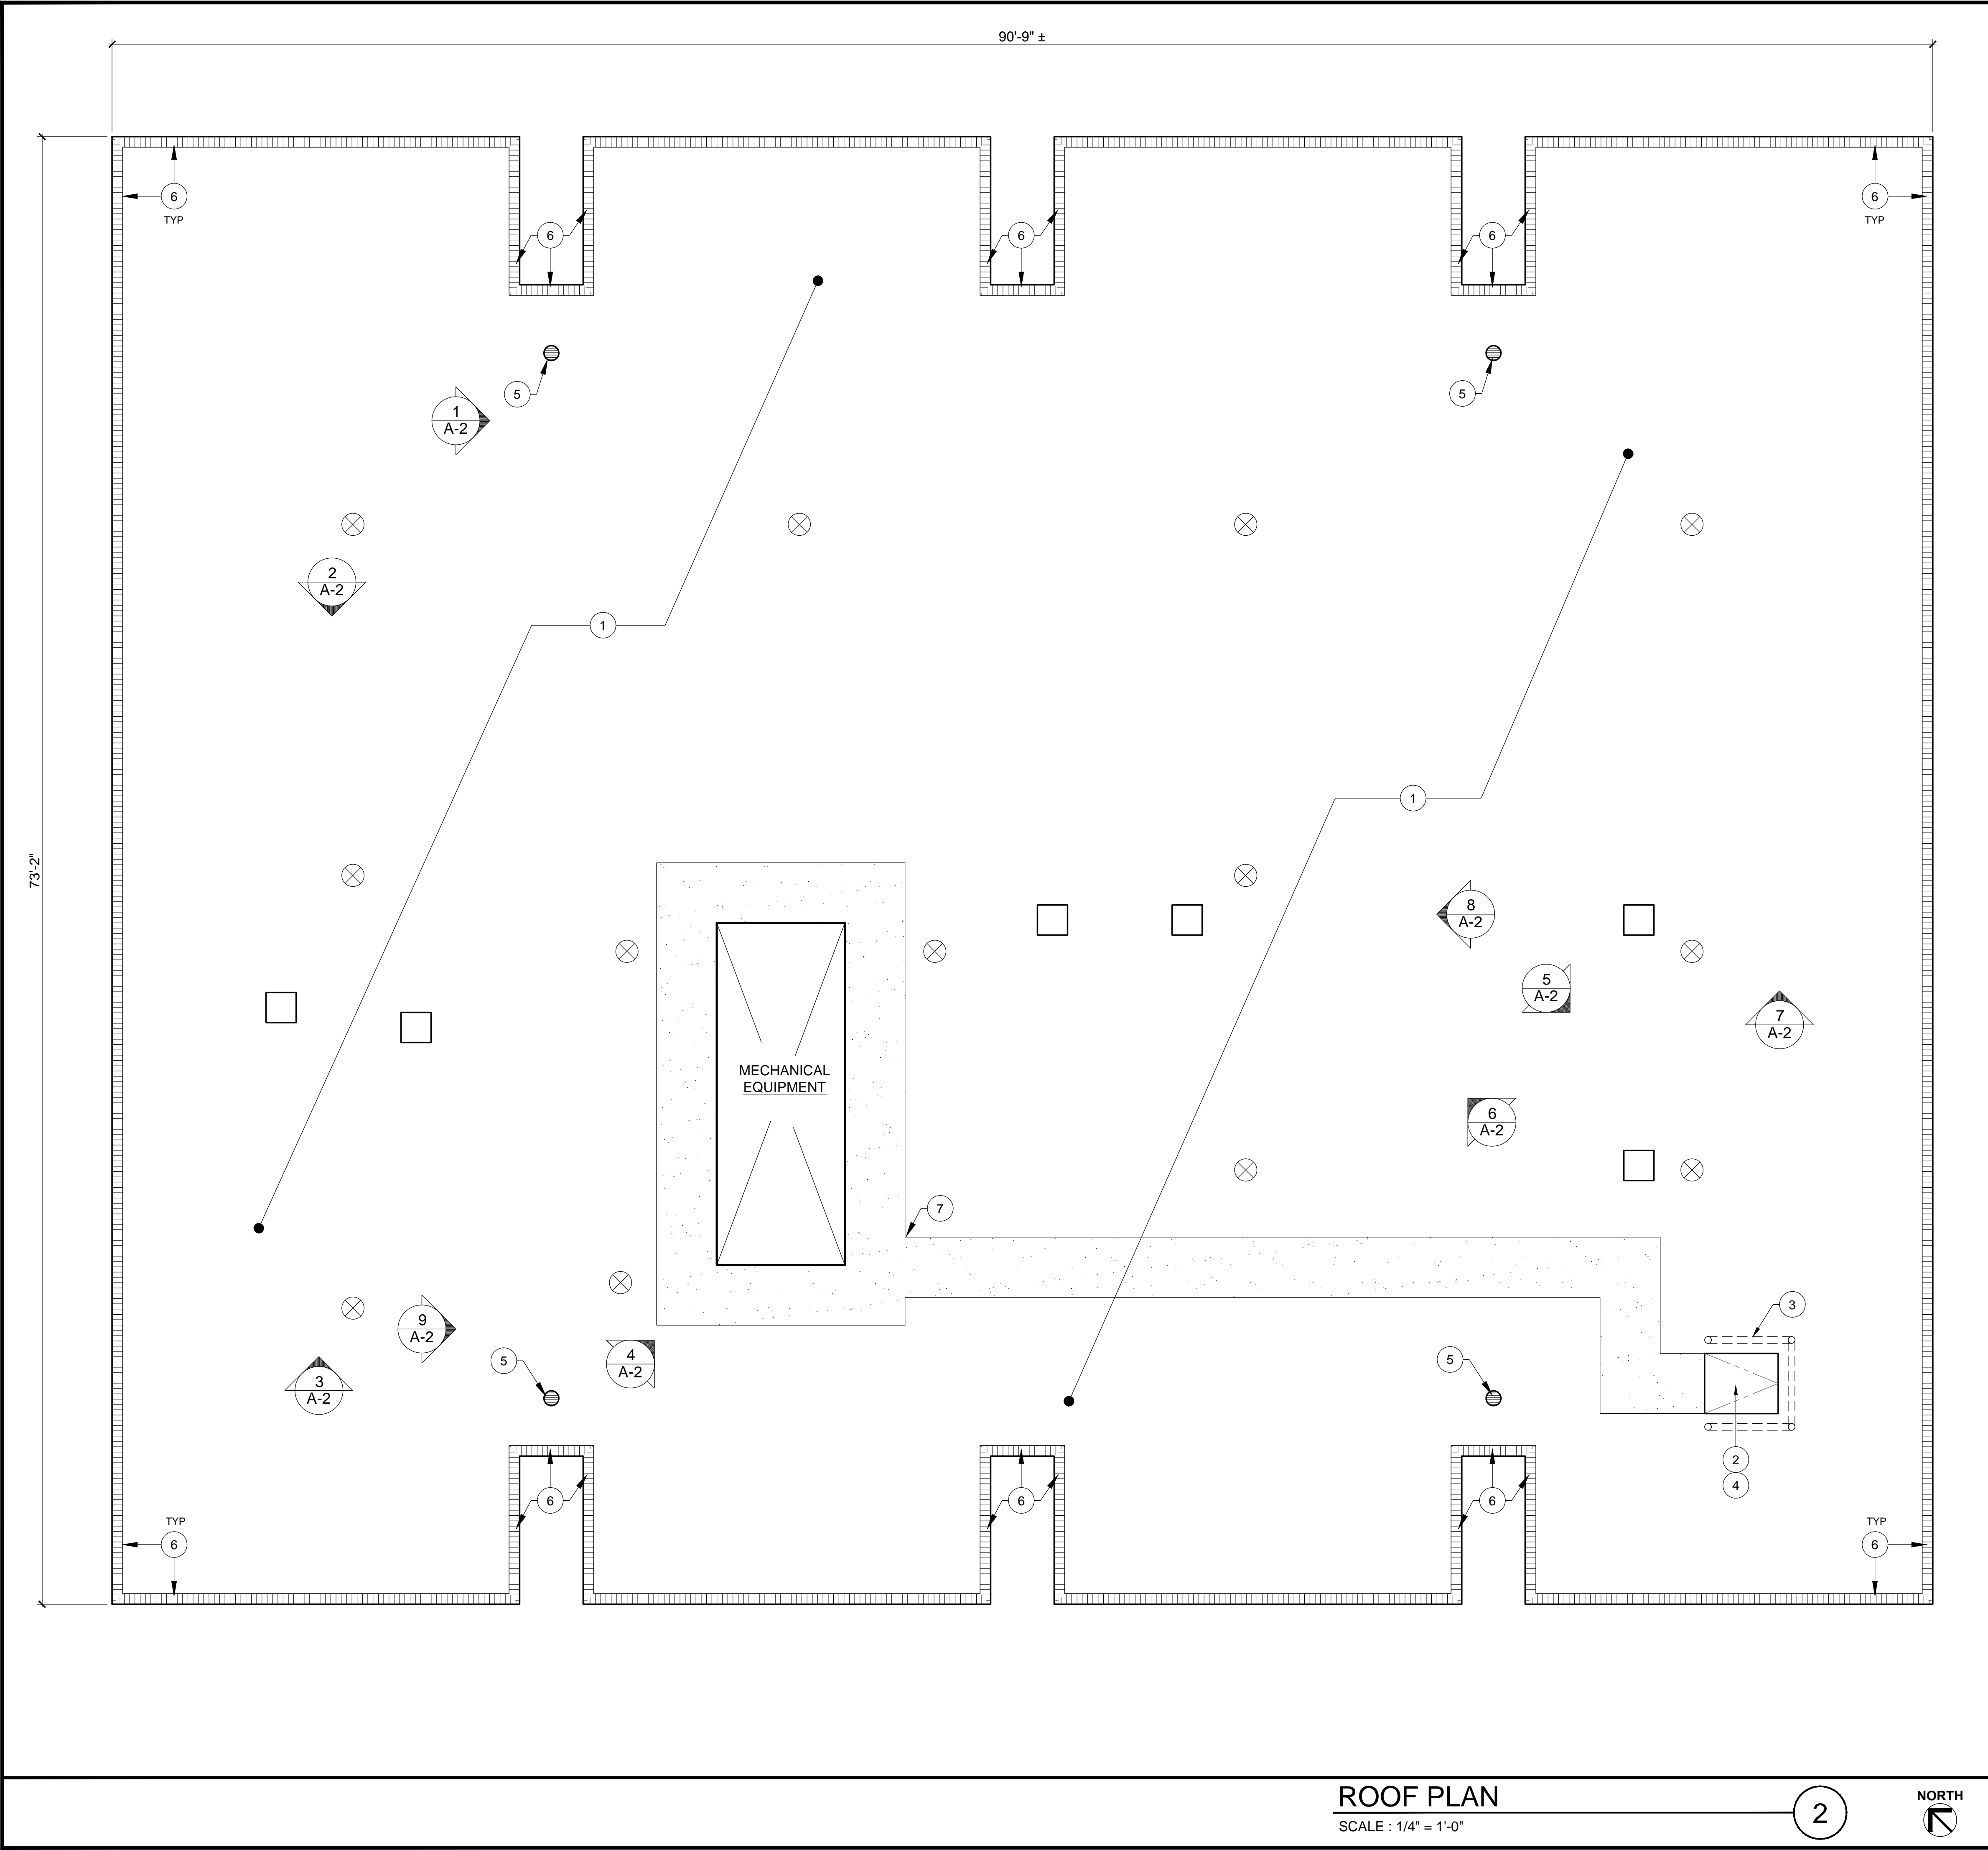 90'-9" ±
6
TYP
6
TYP
6
6
6
5
5
1
A-2
2
A-2
1
1
73'-2"
8
A-2
5
A-2
7
A-2
MECHANICAL
EQUIPMENT
6
A-2
7
3
9
A-2
4
A-2
5
5
3
A-2
2
4
6
6
6
TYP
6
TYP
6
ROOF PLAN
SCALE : 1/4" = 1'-0"
2
NORTH